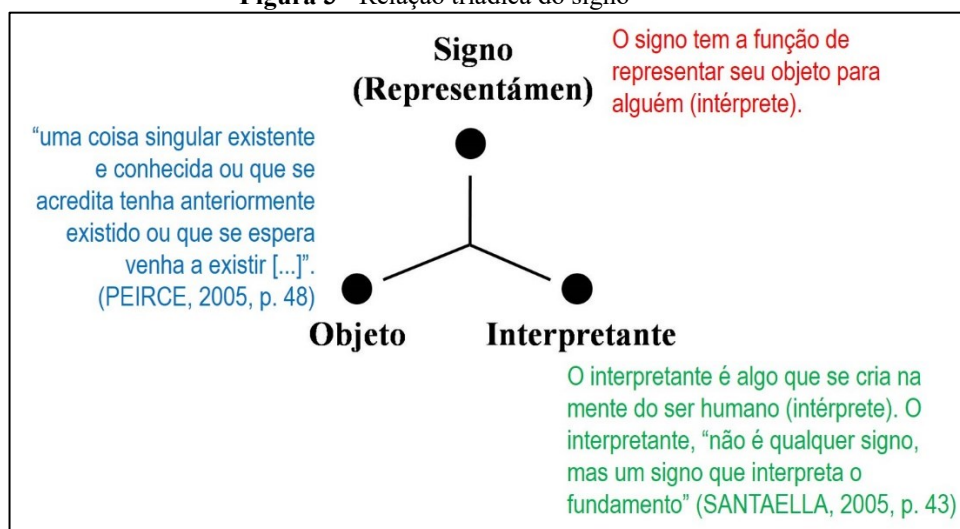 Figura 3 - Relação triádica do signo
Signo
(Representámen)
O signo tem a função de
representar seu objeto para
alguém (intérprete).
“uma coisa singular existente
e conhecida ou que se
acredita tenha anteriormente
existido ou que se espera
venha a existir [...]”.
(PEIRCE, 2005, p. 48)
Objeto
Interpretante
O interpretante é algo que se cria na
mente do ser humano (intérprete). O
interpretante, “não é qualquer signo,
mas um signo que interpreta o
fundamento” (SANTAELLA, 2005, p. 43)